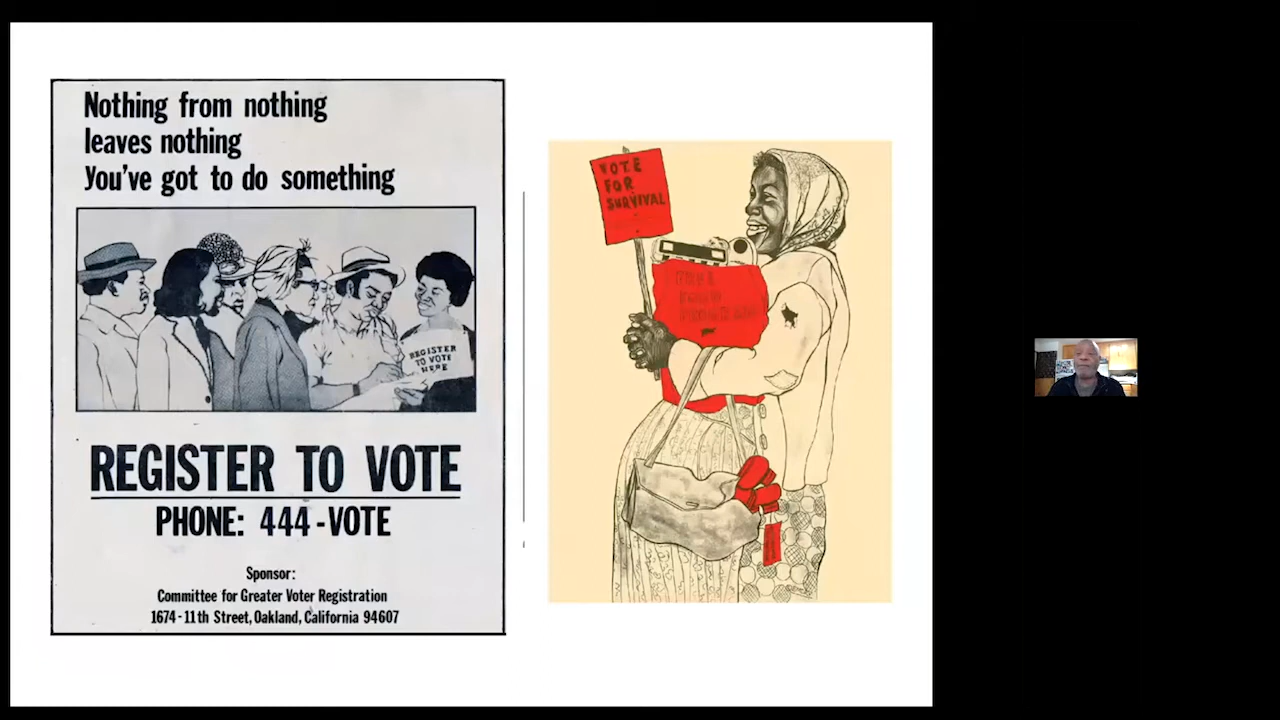 Nothing from nothing
leaves nothing
You've got to do something
REGISTER
TO VOTE
HERE
REGISTER TO VOTE
PHONE: 444-VOTE
Sponsor:
Committee for Greater Voter Registration
1674-11th Street, Oakland, California 94607
VOTE
FOR
SURVIVAL